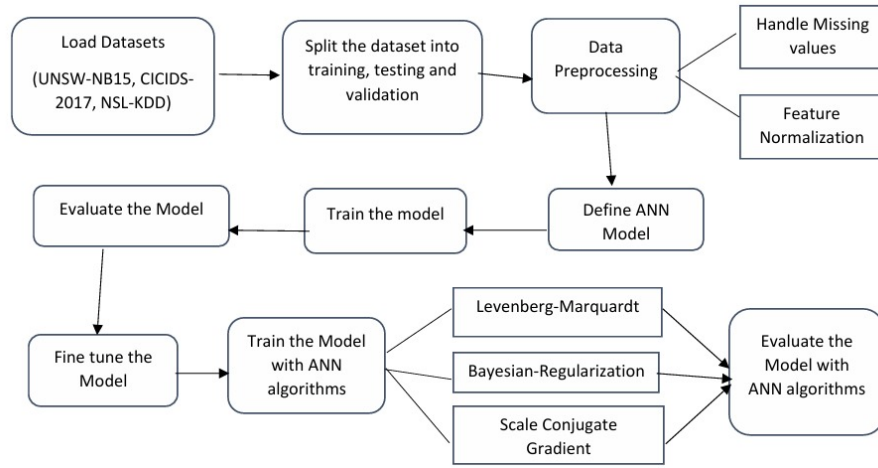 Load Datasets
(UNSW-NB15, CICIDS-
2017, NSL-KDD)
Split the dataset into
training, testing and
validation
Data
Preprocessing
Handle Missing
values
Feature
Normalization
Evaluate the Model
Train the model
Define ANN
Model
Fine tune the
Model
Train the Model
with ANN
algorithms
Levenberg-Marquardt
Bayesian-Regularization
Scale Conjugate
Gradient
Evaluate the
Model with
ANN algorithms